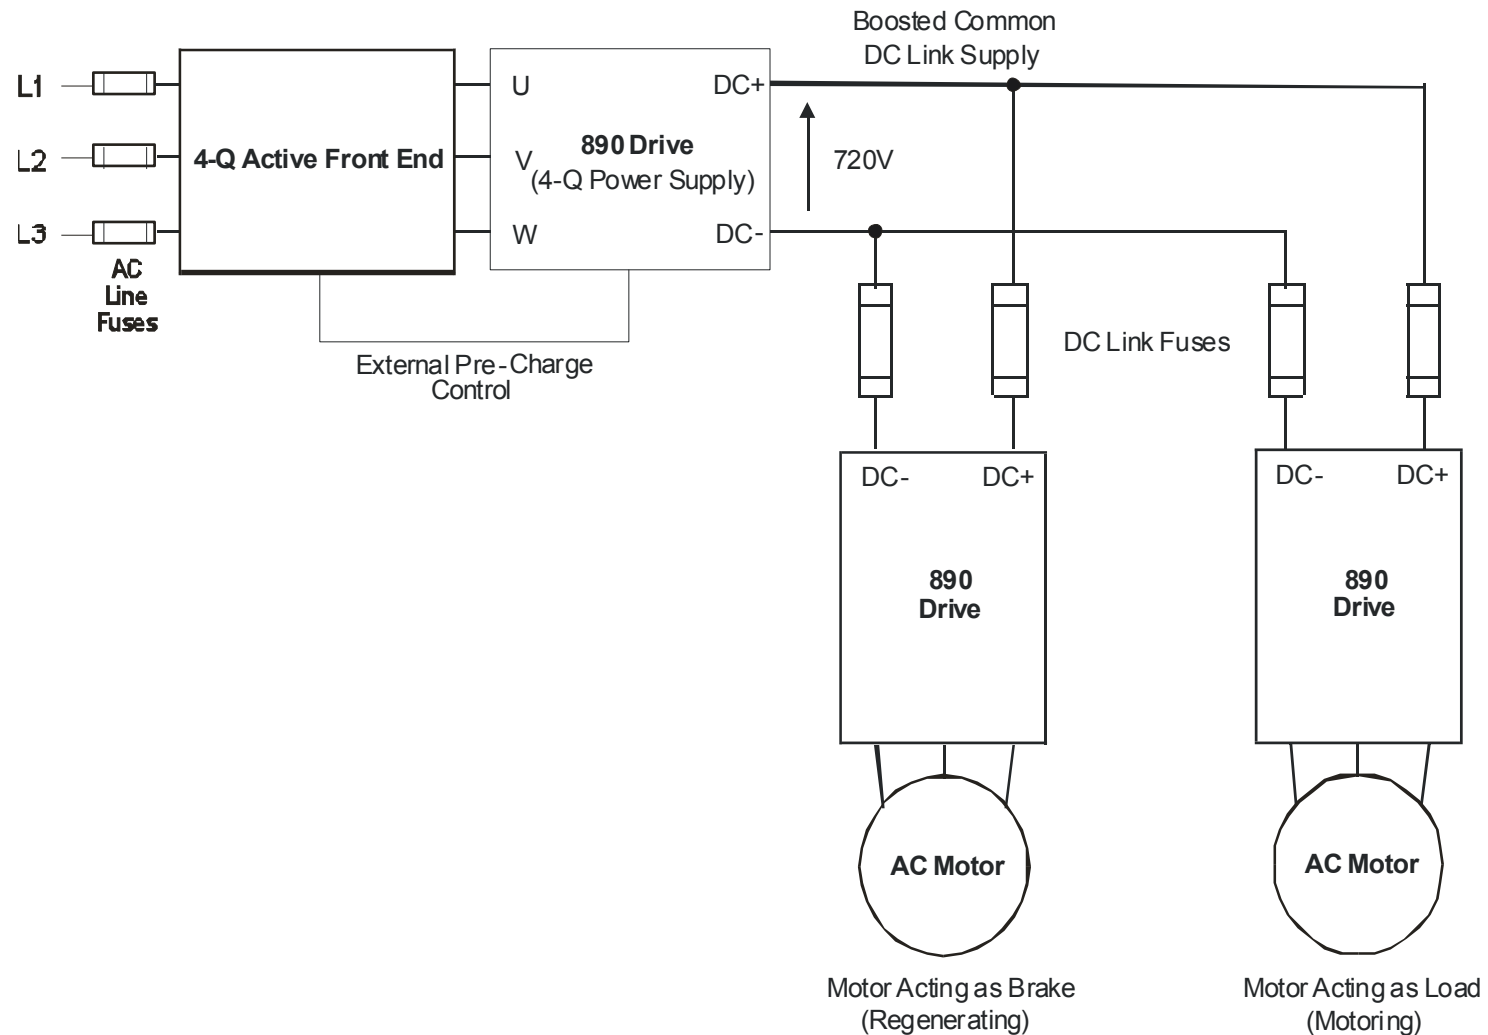 Boosted Common
DC Link Supply
L1
L2
L3
AC
Line
Fuses
4-Q Active Front End
U
V
W
890 Drive
(4-Q Power Supply)
DC+
DC-
720V
External Pre-Charge
Control
DC Link Fuses
DC-
DC+
890
Drive
AC Motor
Motor Acting as Brake
(Regenerating)
DC-
DC+
890
Drive
AC Motor
Motor Acting as Load
(Motoring)